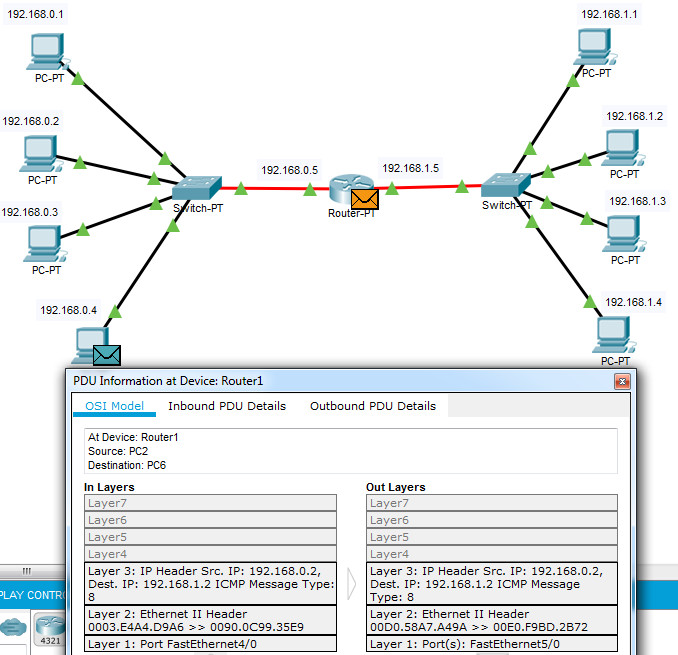 192.168.0.1
192.168.1.1
PC-PT
PC-PT
192.168.0.2
192.168.1.2
PC-PT
PC-PT
192.168.0.5
192.168.1.5
192.168.0.3
192.168.1.3
Switch-PT
Router-PT
Switch-PT
PC-PT
PC-PT
192.168.0.4
192.168.1.4
PC-PT
PDU Information at Device: Router1
OSI Model
Inbound PDU Details
Outbound PDU Details
At Device: Router1
Source: PC2
Destination: PC6
In Layers
Layer7
Layer6
Layer5
Layer4
Layer 3: IP Header Src. IP: 192.168.0.2,
Dest. IP: 192.168.1.2 ICMP Message Type:
8
Layer 2: Ethernet II Header
0003.E4A4.D9A6 >> 0090.0C99.35E9
Layer 1: Port FastEthernet4/0
Out Layers
Layer7
Layer6
Layer5
Layer4
Layer 3: IP Header Src. IP: 192.168.0.2,
Dest. IP: 192.168.1.2 ICMP Message
Type: 8
Layer 2: Ethernet II Header
00D0.58A7.A49A >> 00E0.F9BD.2B72
Layer 1: Port(s): FastEthernet5/0
4321